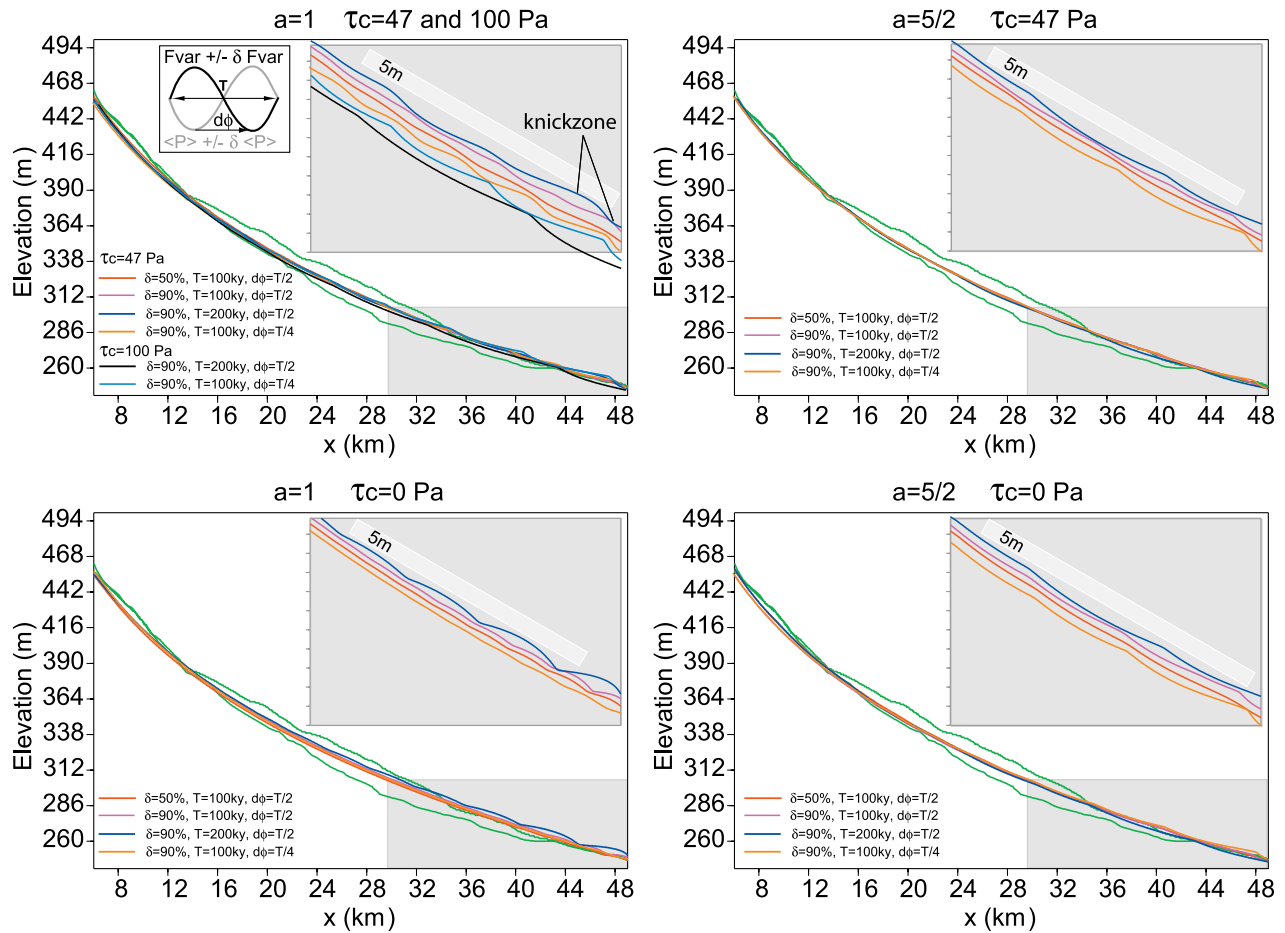 a=1 τc=47 and 100 Pa
494
468
442
416
390
364
338
312
286
260
Elevation (m)
Fvar +/- δ Fvar
T
dϕ
<P> +/- δ <P>
5m
knickzone
τc=47 Pa
δ=50%, T=100ky, dϕ=T/2
δ=90%, T=100ky, dϕ=T/2
δ=90%, T=200ky, dϕ=T/2
δ=90%, T=100ky, dϕ=T/4
τc=100 Pa
δ=90%, T=200ky, dϕ=T/2
δ=90%, T=100ky, dϕ=T/4
8 12 16 20 24 28 32 36 40 44 48
x (km)
a=5/2 τc=47 Pa
494
468
442
416
390
364
338
312
286
260
Elevation (m)
5m
δ=50%, T=100ky, dϕ=T/2
δ=90%, T=100ky, dϕ=T/2
δ=90%, T=200ky, dϕ=T/2
δ=90%, T=100ky, dϕ=T/4
8 12 16 20 24 28 32 36 40 44 48
x (km)
a=1 τc=0 Pa
494
468
442
416
390
364
338
312
286
260
Elevation (m)
5m
δ=50%, T=100ky, dϕ=T/2
δ=90%, T=100ky, dϕ=T/2
δ=90%, T=200ky, dϕ=T/2
δ=90%, T=100ky, dϕ=T/4
8 12 16 20 24 28 32 36 40 44 48
x (km)
a=5/2 τc=0 Pa
494
468
442
416
390
364
338
312
286
260
Elevation (m)
5m
δ=50%, T=100ky, dϕ=T/2
δ=90%, T=100ky, dϕ=T/2
δ=90%, T=200ky, dϕ=T/2
δ=90%, T=100ky, dϕ=T/4
8 12 16 20 24 28 32 36 40 44 48
x (km)